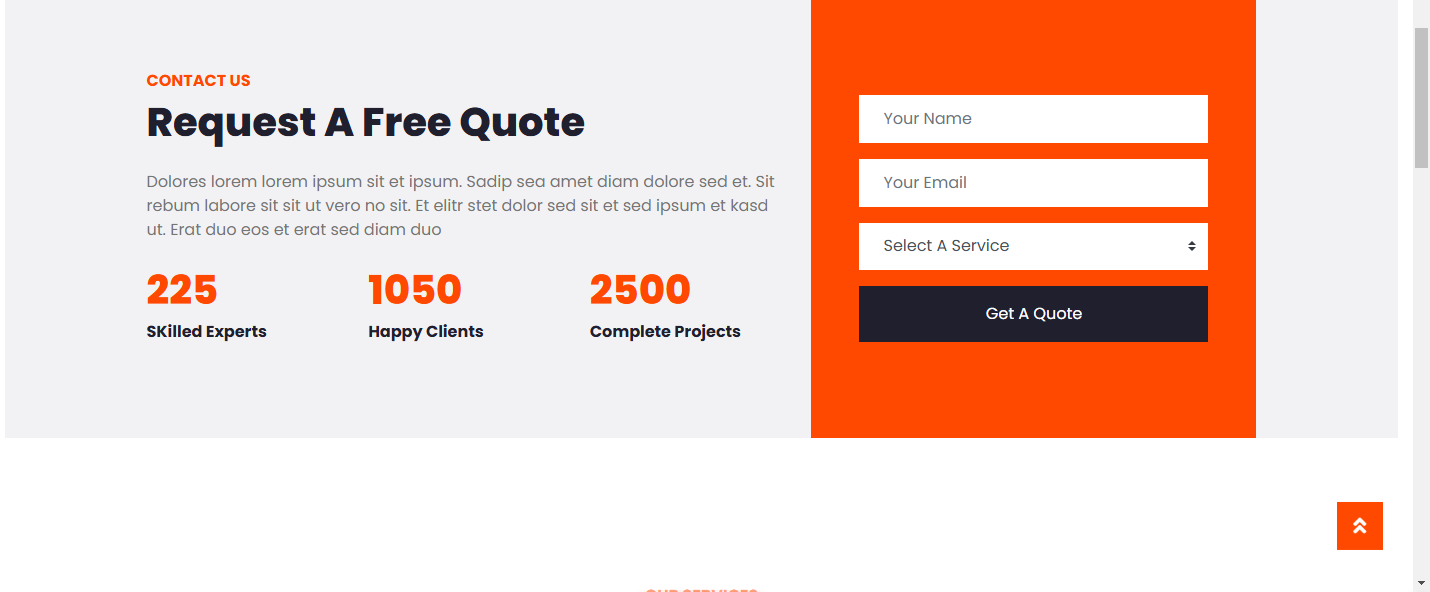 CONTACT US
Request A Free Quote
Dolores lorem lorem ipsum sit et ipsum. Sadip sea amet diam dolore sed et. Sit
rebum labore sit sit ut vero no sit. Et elitr stet dolor sed sit et sed ipsum et kasd
ut. Erat duo eos et erat sed diam duo
225
SKilled Experts
1050
Happy Clients
2500
Complete Projects
Your Name
Your Email
Select A Service
Get A Quote
OUR SERVICES